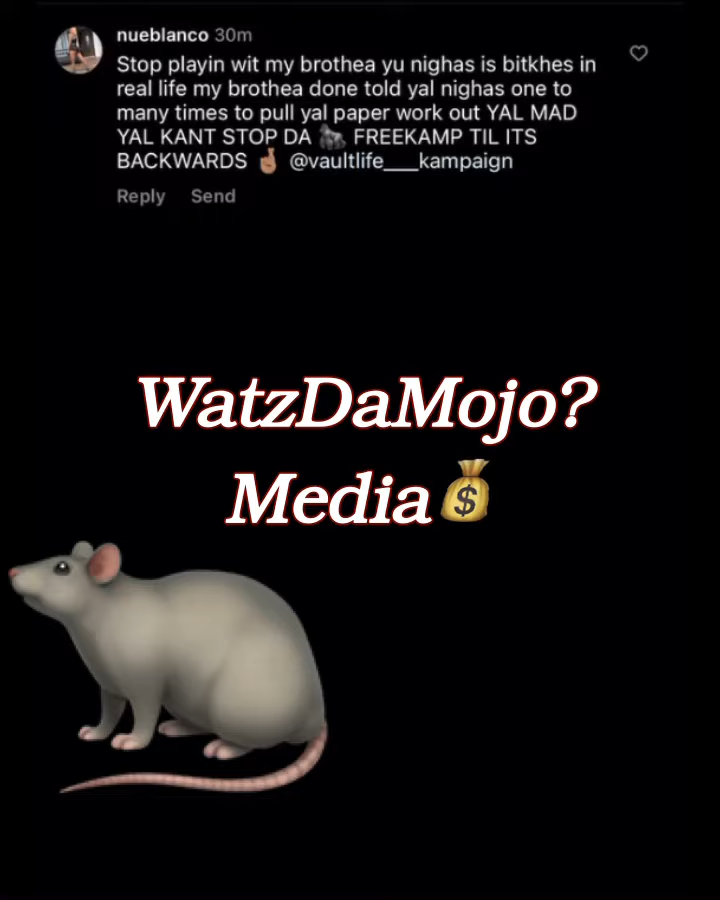 nueblanco 30m
Stop playin wit my brothea yu nighas is bitkhes in
real life my brothea done told yal nighas one to
many times to pull yal paper work out YAL MAD
YAL KANT STOP DA 🦍 FREEKAMP TIL ITS
BACKWARDS 🤞🏽 @vaultlife___kampaign
Reply Send
WatzDaMojo?
Media💰